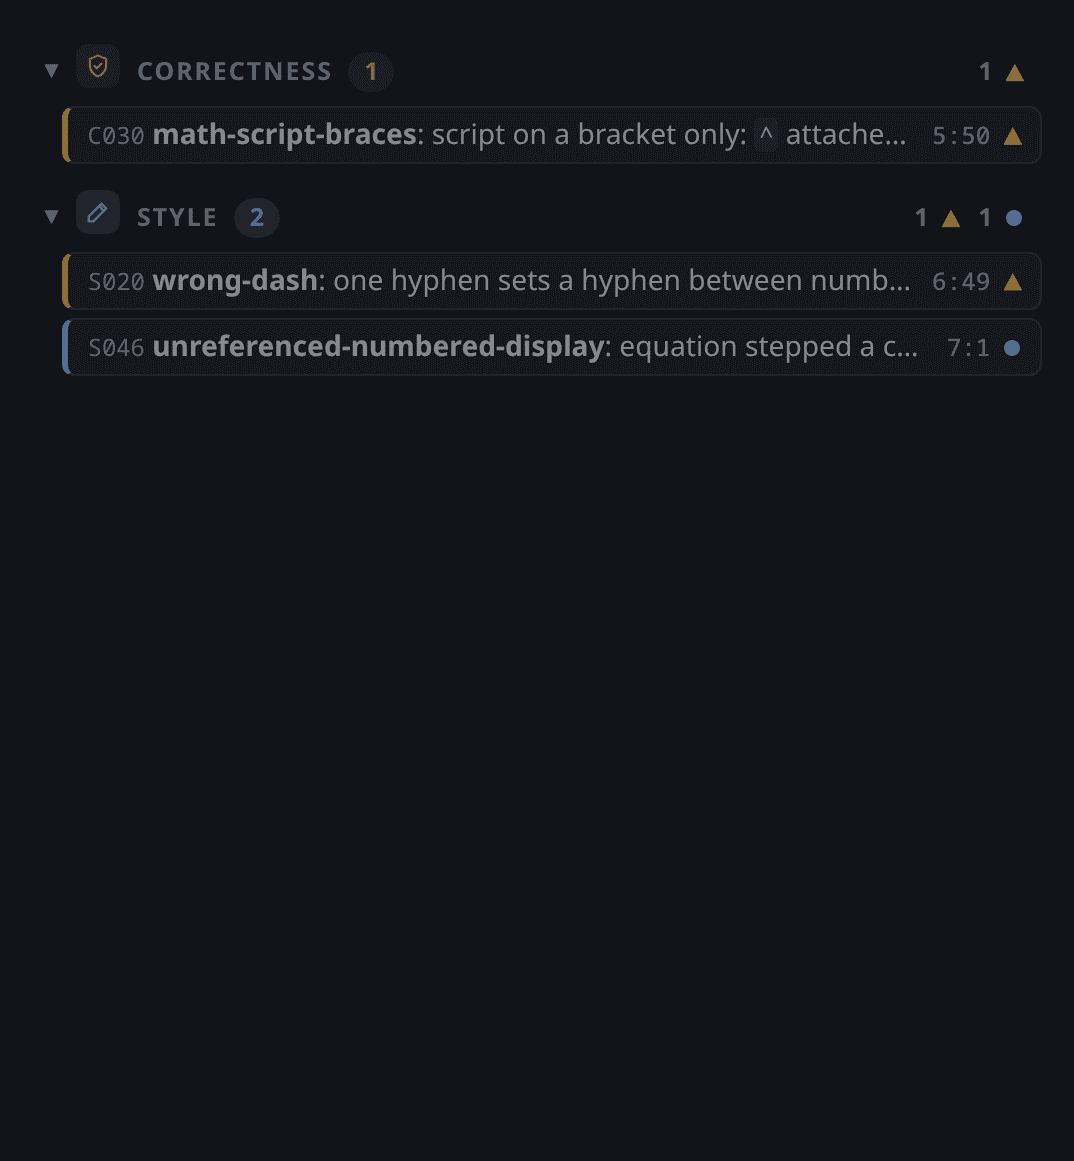 ▼ CORRECTNESS 1 1 ▲
C030 math-script-braces: script on a bracket only: ^ attache... 5:50 ▲
▼ STYLE 2 1 ▲ 1 ●
S020 wrong-dash: one hyphen sets a hyphen between numb... 6:49 ▲
S046 unreferenced-numbered-display: equation stepped a c... 7:1 ●